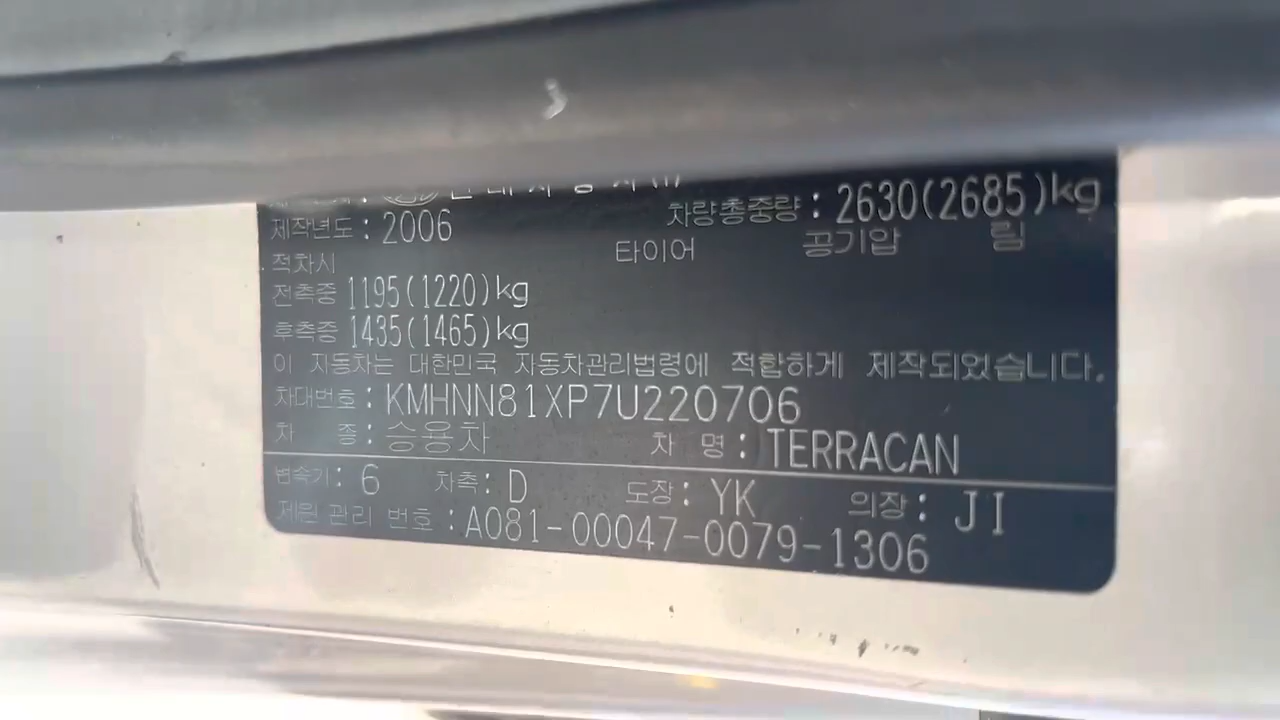 제작년도 : 2006 차량총중량 : 2630(2685)kg
적차시 타이어 공기압 림
전축중 1195(1220)kg
후축중 1435(1465)kg
이 자동차는 대한민국 자동차관리법령에 적합하게 제작되었습니다.
차대번호 : KMHNN81XP7U220706
차 종 : 승용차 차 명 : TERRACAN
변속기 : 6 차축 : D 도장 : YK 의장 : JI
제원관리 번호 : A081-00047-0079-1306